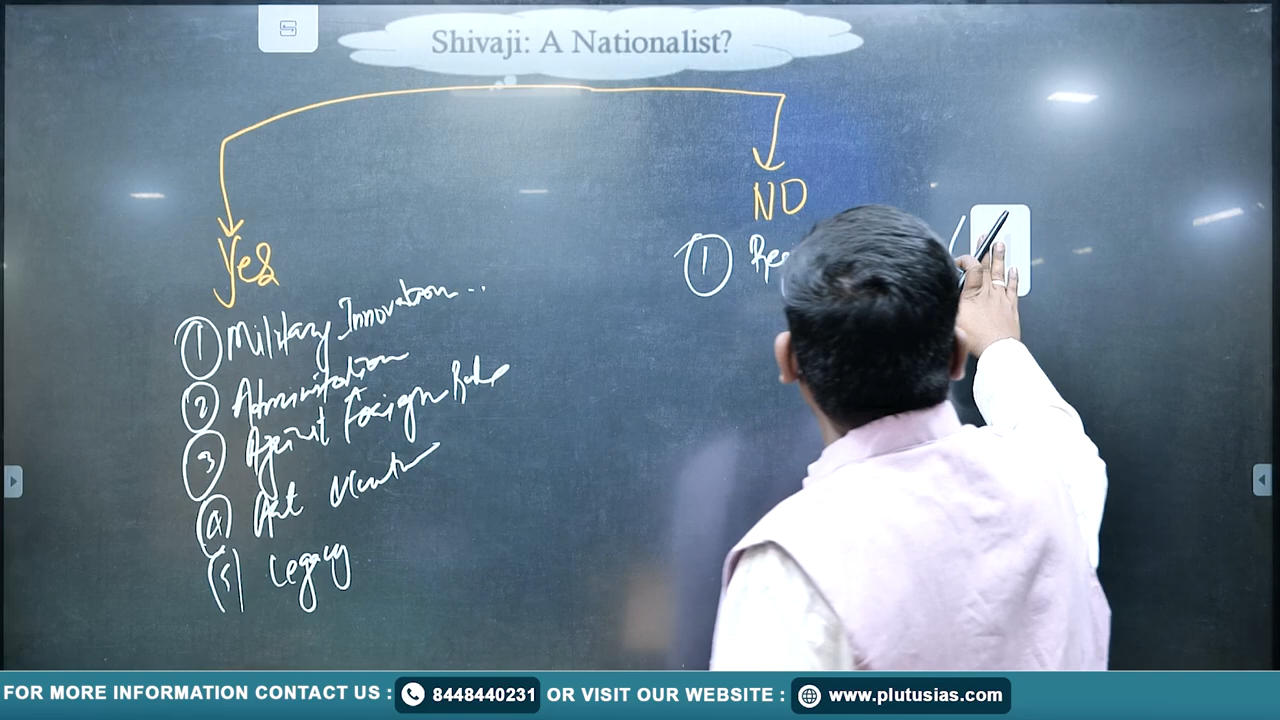 Shivaji: A Nationalist?
NO
Yes
① 
① Military Innovation...
② Administration
③ Against Foreign Rule
④ Art
⑤ Legacy
FOR MORE INFORMATION CONTACT US : 8448440231 OR VISIT OUR WEBSITE : www.plutusias.com